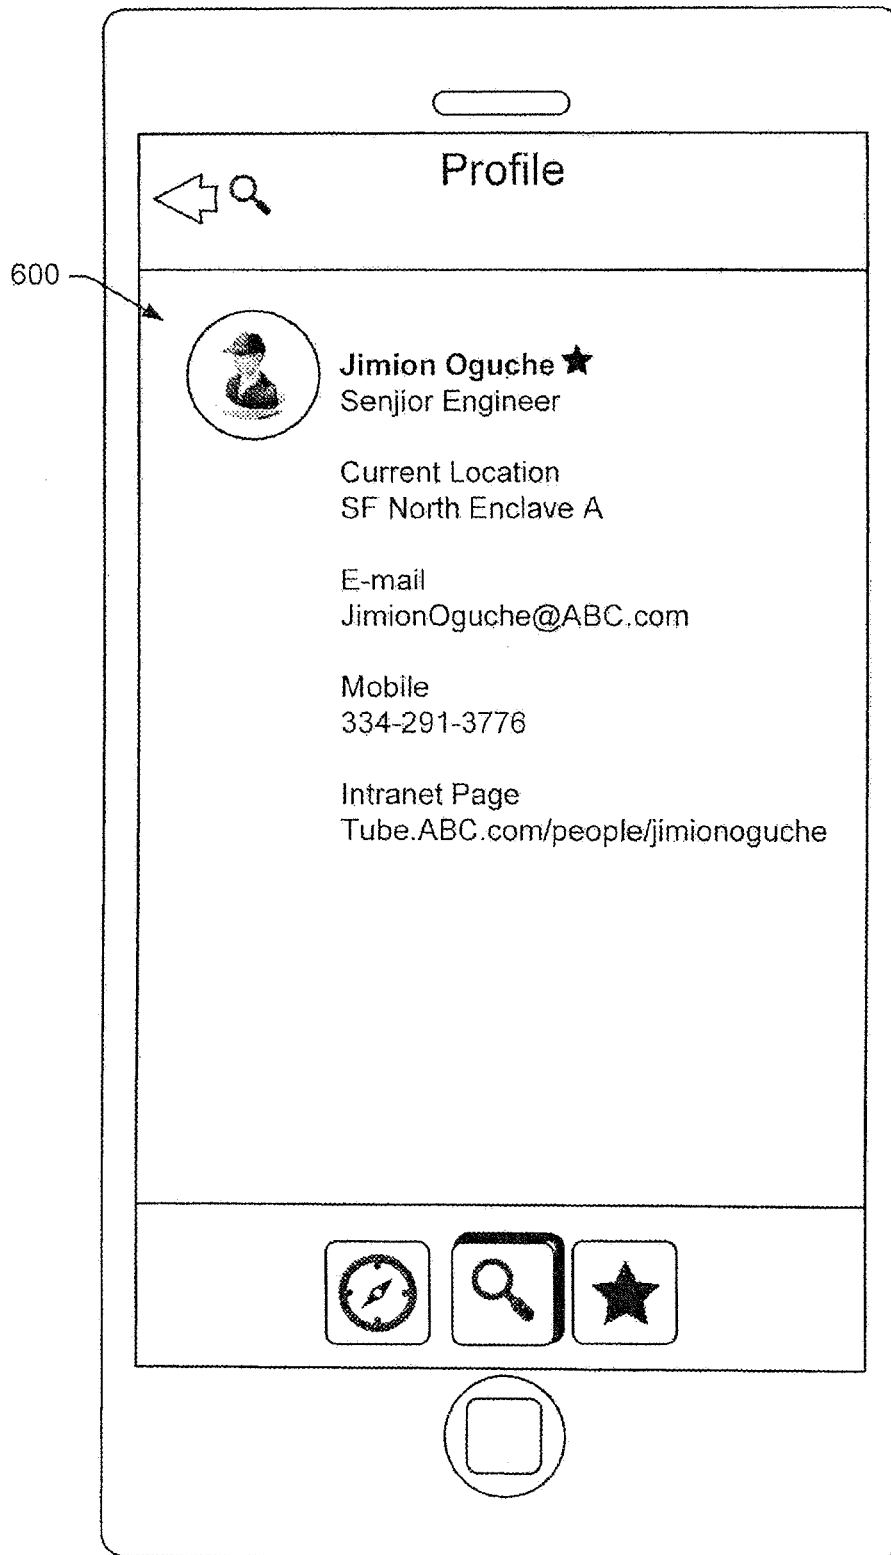 Profile
600
Jimion Oguche
Senjior Engineer
Current Location
SF North Enclave A
E-mail
JimionOguche@ABC.com
Mobile
334-291-3776
Intranet Page
Tube.ABC.com/people/jimionoguche